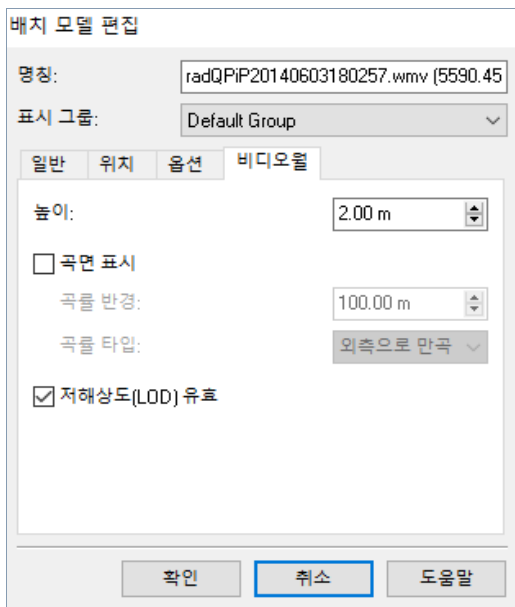 배치 모델 편집
명칭: radQPiP20140603180257.wmv (5590.45
표시 그룹: Default Group
일반 위치 옵션 비디오월
높이: 2.00 m
곡면 표시
곡률 반경: 100.00 m
곡률 타입: 외측으로 만곡
저해상도(LOD) 유효
확인 취소 도움말